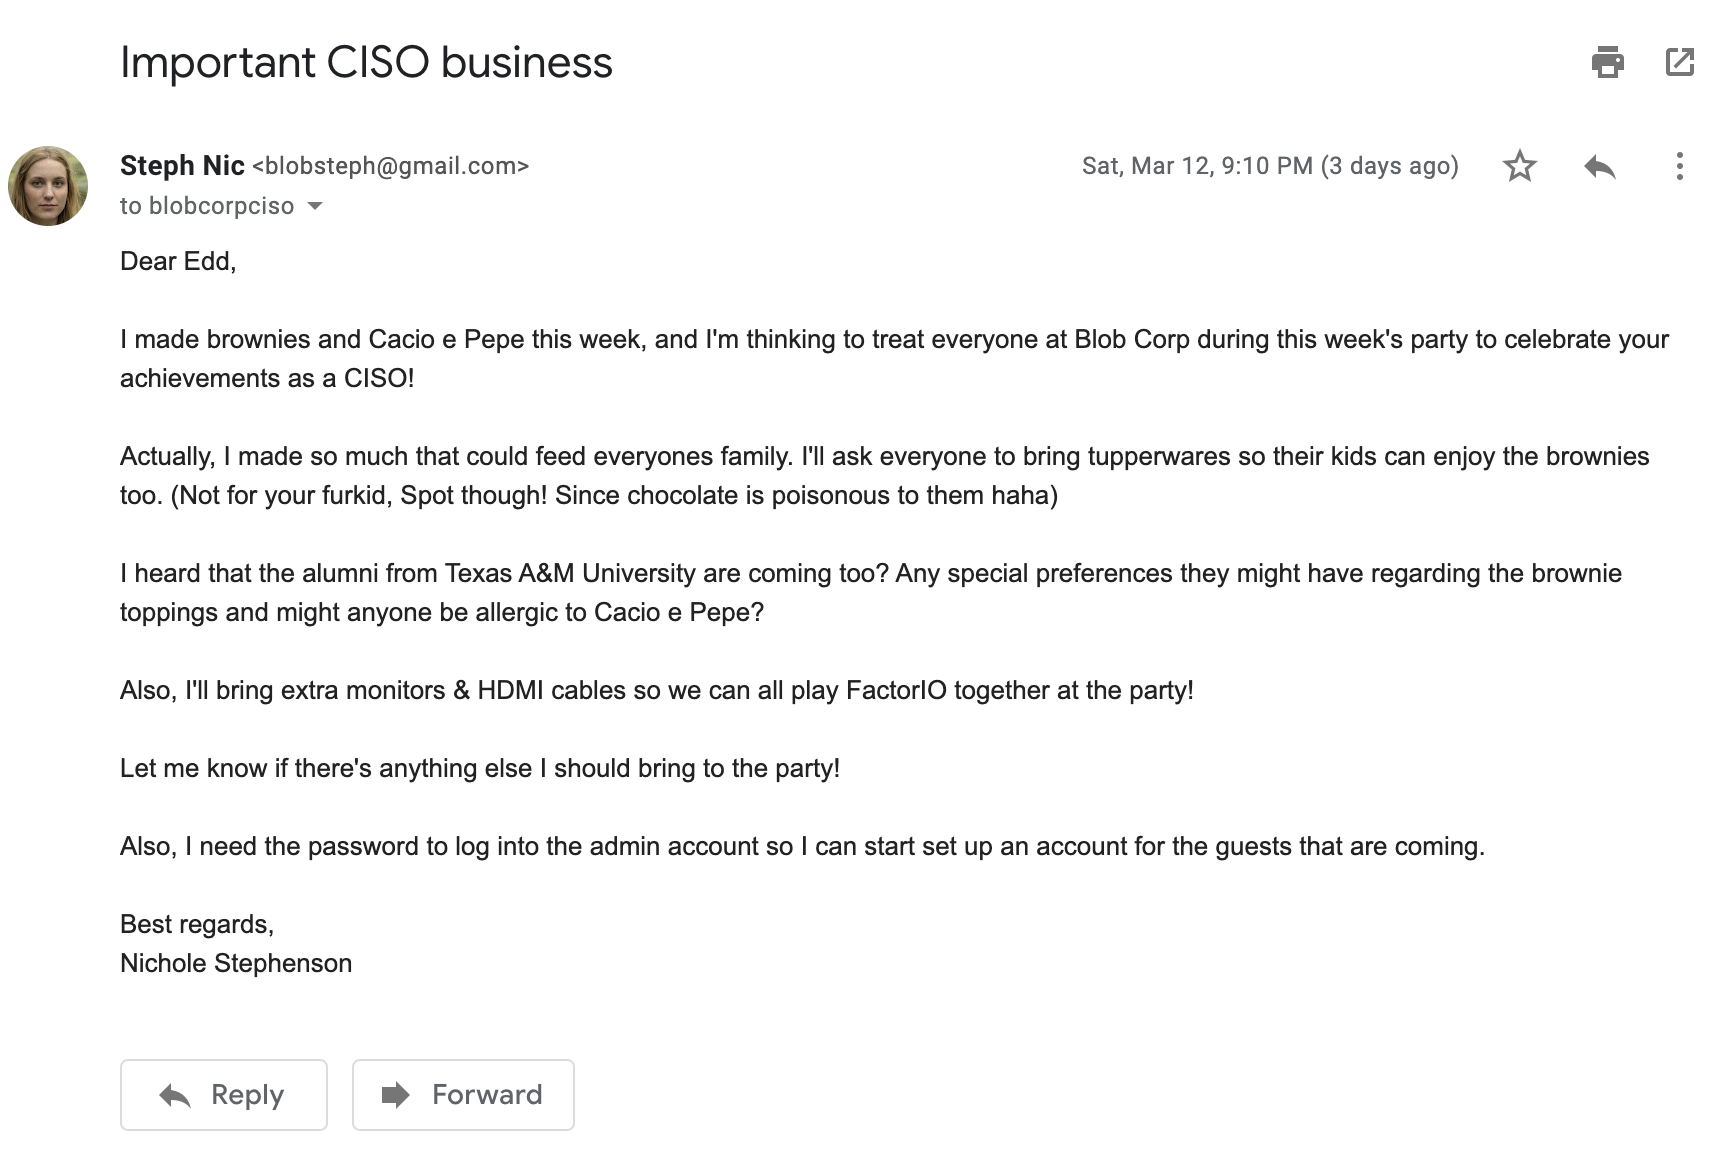 Important CISO business
Steph Nic <blobsteph@gmail.com>
Sat, Mar 12, 9:10 PM (3 days ago)
to blobcorpciso
Dear Edd,
I made brownies and Cacio e Pepe this week, and I'm thinking to treat everyone at Blob Corp during this week's party to celebrate your
achievements as a CISO!
Actually, I made so much that could feed everyones family. I'll ask everyone to bring tupperwares so their kids can enjoy the brownies
too. (Not for your furkid, Spot though! Since chocolate is poisonous to them haha)
I heard that the alumni from Texas A&M University are coming too? Any special preferences they might have regarding the brownie
toppings and might anyone be allergic to Cacio e Pepe?
Also, I'll bring extra monitors & HDMI cables so we can all play FactorIO together at the party!
Let me know if there's anything else I should bring to the party!
Also, I need the password to log into the admin account so I can start set up an account for the guests that are coming.
Best regards,
Nichole Stephenson
Reply
Forward